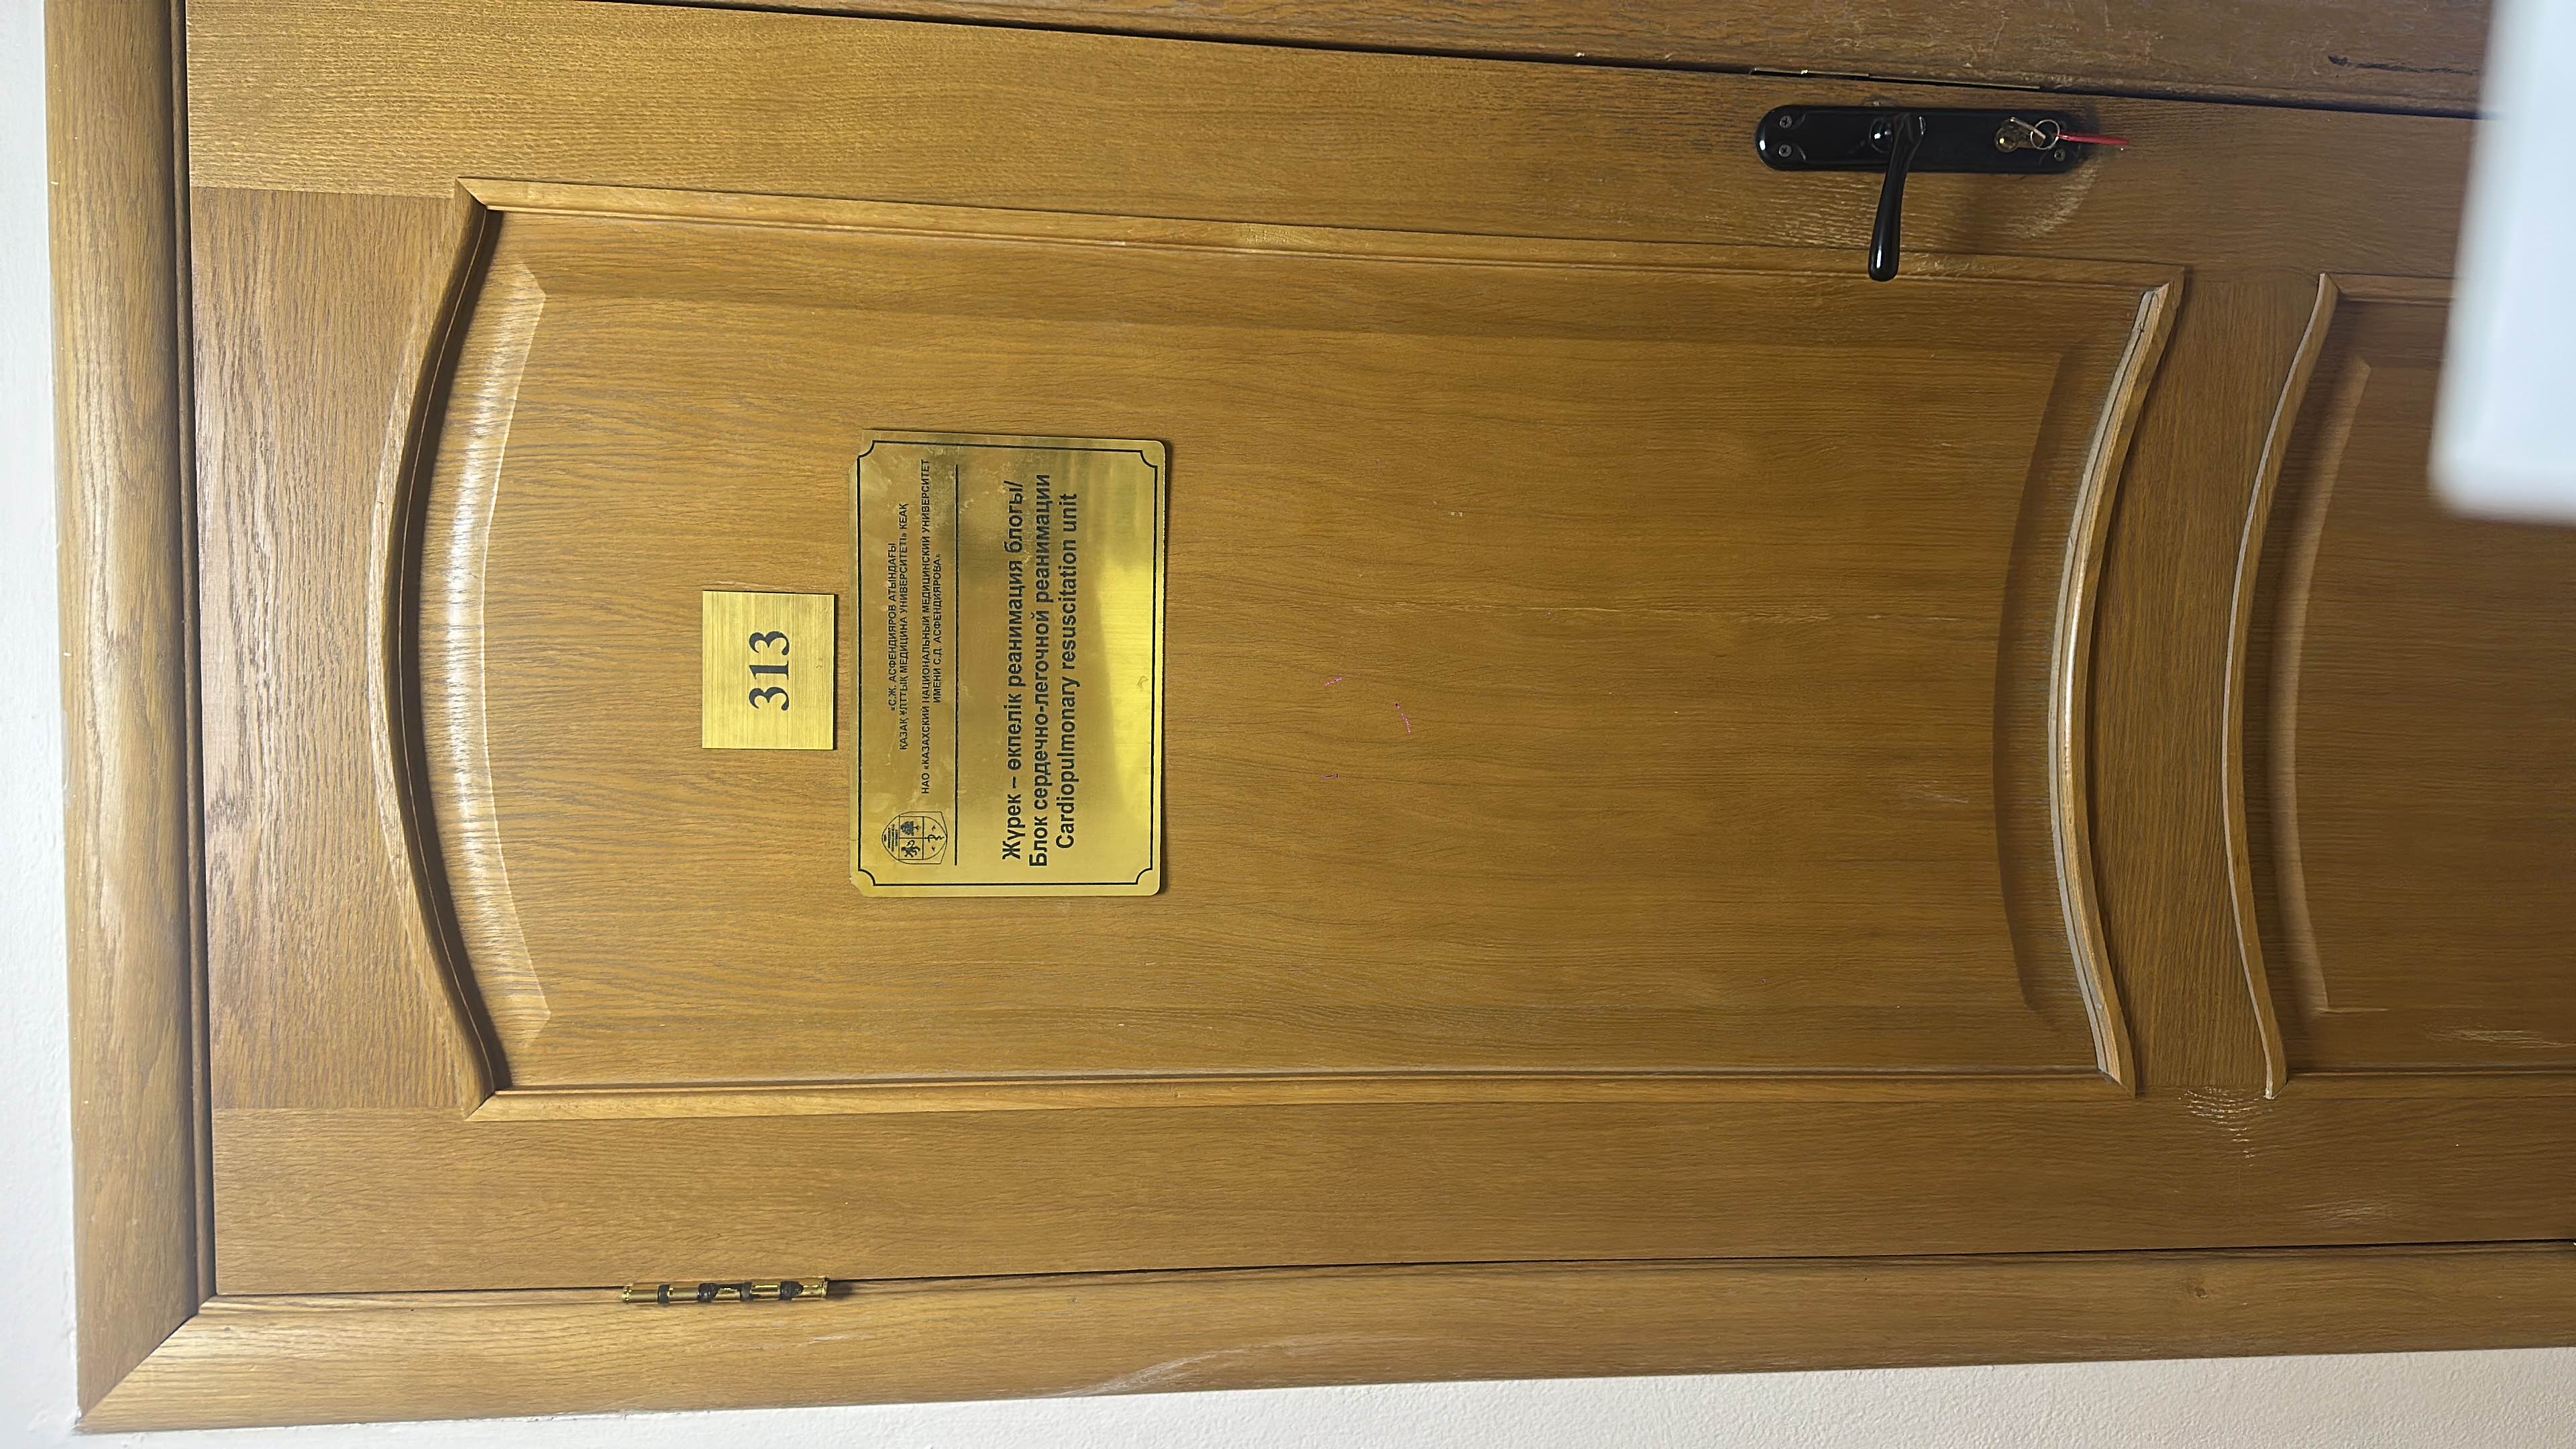 313
«С.Ж. АСФЕНДИЯРОВ АТЫНДАҒЫ
ҚАЗАҚ ҰЛТТЫҚ МЕДИЦИНА УНИВЕРСИТЕТІ» КЕАҚ
НАО «КАЗАХСКИЙ НАЦИОНАЛЬНЫЙ МЕДИЦИНСКИЙ УНИВЕРСИТЕТ
ИМЕНИ С.Д. АСФЕНДИЯРОВА»
Жүрек – өкпелік реанимация блогы/
Блок сердечно-легочной реанимации
Cardiopulmonary resuscitation unit